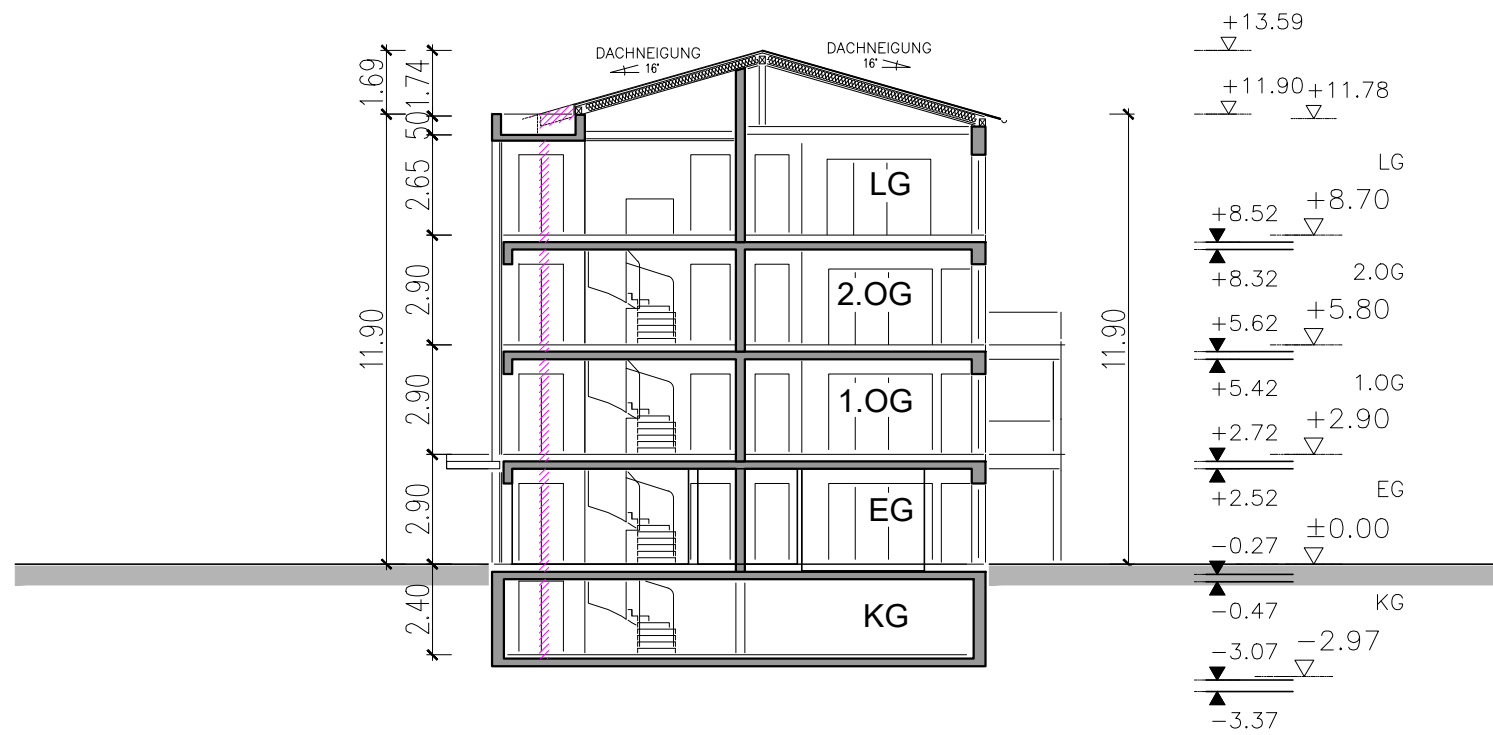 +13.59
DACHNEIGUNG
16°
DACHNEIGUNG
16°
1.69
1.74
50
2.65
2.90
2.90
2.90
2.40
11.90
11.90
LG
2.OG
1.OG
EG
KG
+11.90 +11.78
LG
+8.70
+8.52
+8.32
2.OG
+5.80
+5.62
+5.42
1.OG
+2.90
+2.72
+2.52
EG
±0.00
−0.27
−0.47
KG
−2.97
−3.07
−3.37